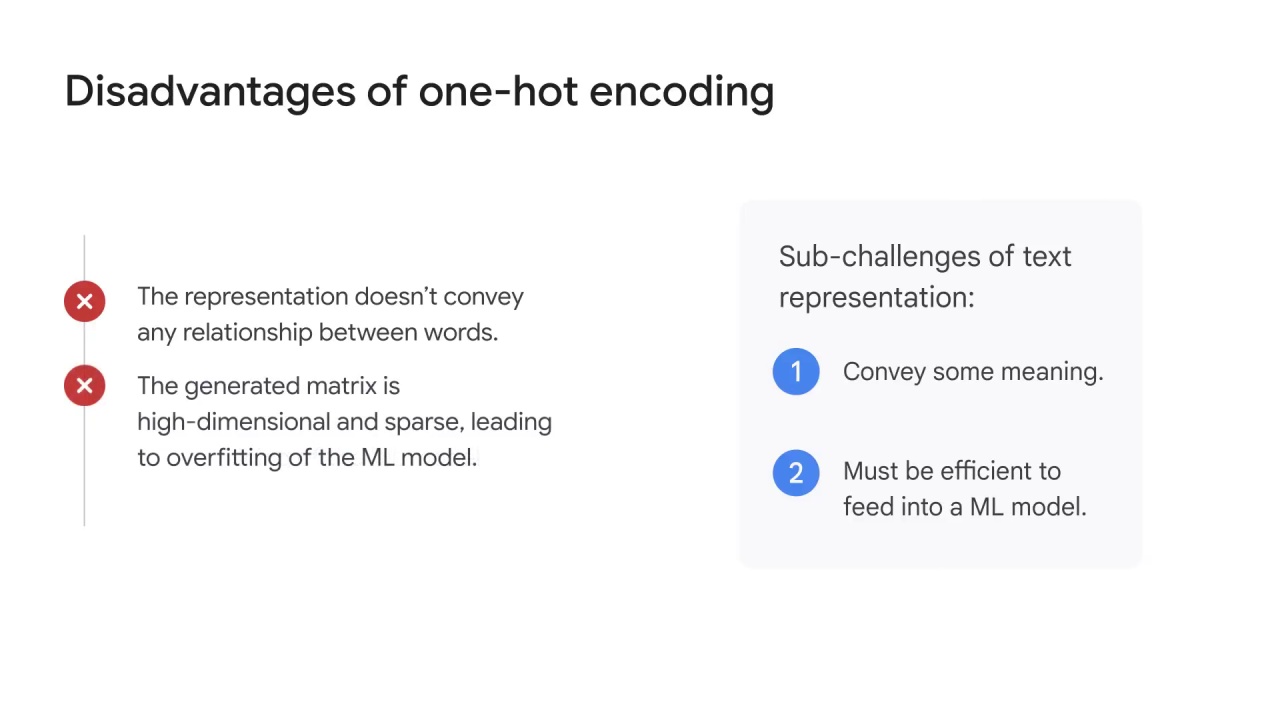 Disadvantages of one-hot encoding
The representation doesn’t convey
any relationship between words.
The generated matrix is
high-dimensional and sparse, leading
to overfitting of the ML model.
Sub-challenges of text
representation:
1 Convey some meaning.
2 Must be efficient to
feed into a ML model.